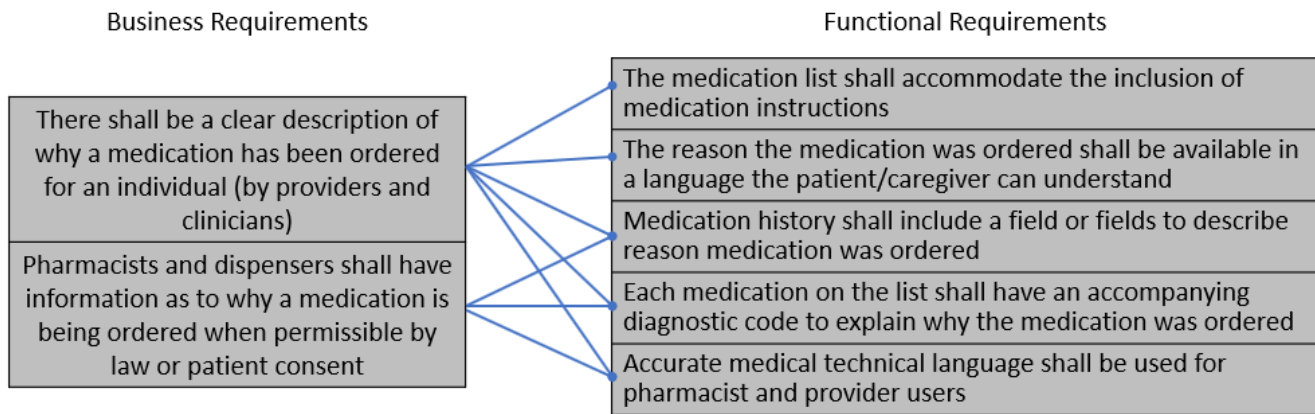 Business Requirements
Functional Requirements
There shall be a clear description of
why a medication has been ordered
for an individual (by providers and
clinicians)
Pharmacists and dispensers shall have
information as to why a medication is
being ordered when permissible by
law or patient consent
The medication list shall accommodate the inclusion of
medication instructions
The reason the medication was ordered shall be available in
a language the patient/caregiver can understand
Medication history shall include a field or fields to describe
reason medication was ordered
Each medication on the list shall have an accompanying
diagnostic code to explain why the medication was ordered
Accurate medical technical language shall be used for
pharmacist and provider users